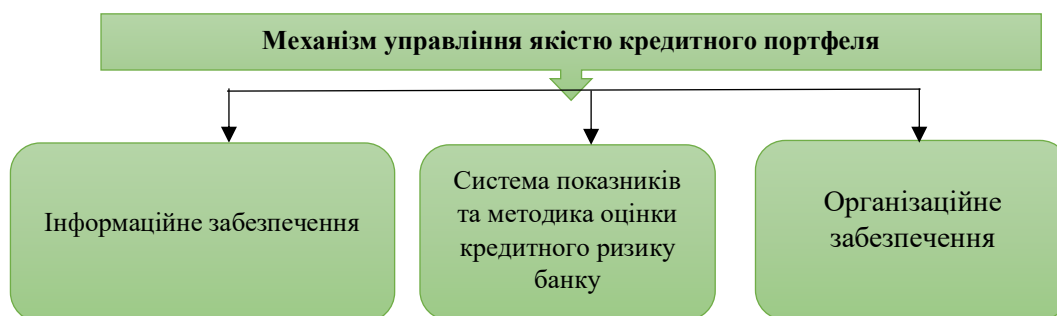 Механізм управління якістю кредитного портфеля
Інформаційне забезпечення
Система показників
та методика оцінки
кредитного ризику
банку
Організаційне
забезпечення